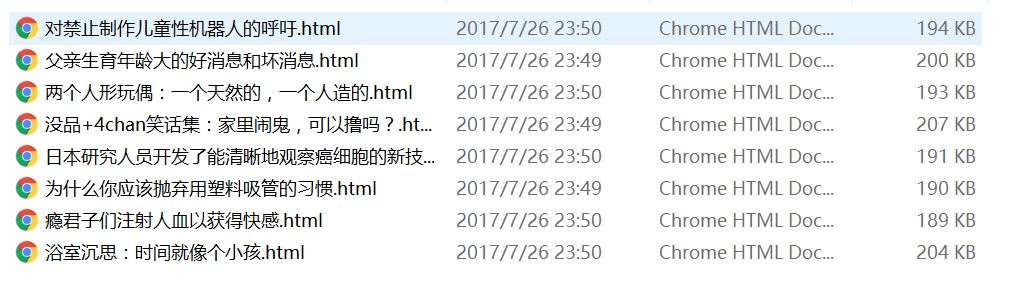 对禁止制作儿童性机器人的呼吁.html 2017/7/26 23:50 Chrome HTML Doc... 194 KB
父亲生育年龄大的好消息和坏消息.html 2017/7/26 23:49 Chrome HTML Doc... 200 KB
两个人形玩偶：一个天然的，一个人造的.html 2017/7/26 23:50 Chrome HTML Doc... 193 KB
没品+4chan笑话集：家里闹鬼，可以撸吗？.ht... 2017/7/26 23:49 Chrome HTML Doc... 207 KB
日本研究人员开发了能清晰地观察癌细胞的新技... 2017/7/26 23:50 Chrome HTML Doc... 191 KB
为什么你应该抛弃用塑料吸管的习惯.html 2017/7/26 23:49 Chrome HTML Doc... 190 KB
瘾君子们注射人血以获得快感.html 2017/7/26 23:50 Chrome HTML Doc... 189 KB
浴室沉思：时间就像个小孩.html 2017/7/26 23:50 Chrome HTML Doc... 204 KB